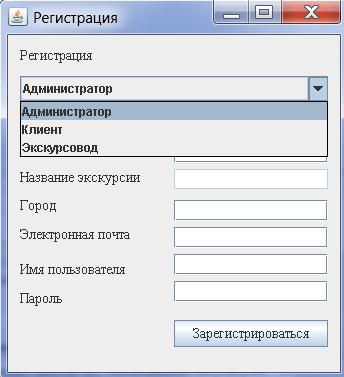 Регистрация
Регистрация
Администратор
Администратор
Клиент
Экскурсовод
Название экскурсии
Город
Электронная почта
Имя пользователя
Пароль
Зарегистрироваться